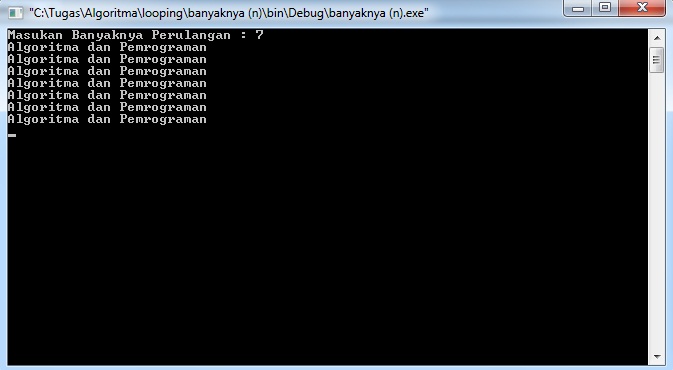 "C:\Tugas\Algoritma\looping\banyaknya (n)\bin\Debug\banyaknya (n).exe"
Masukan Banyaknya Perulangan : 7
Algoritma dan Pemrograman
Algoritma dan Pemrograman
Algoritma dan Pemrograman
Algoritma dan Pemrograman
Algoritma dan Pemrograman
Algoritma dan Pemrograman
Algoritma dan Pemrograman